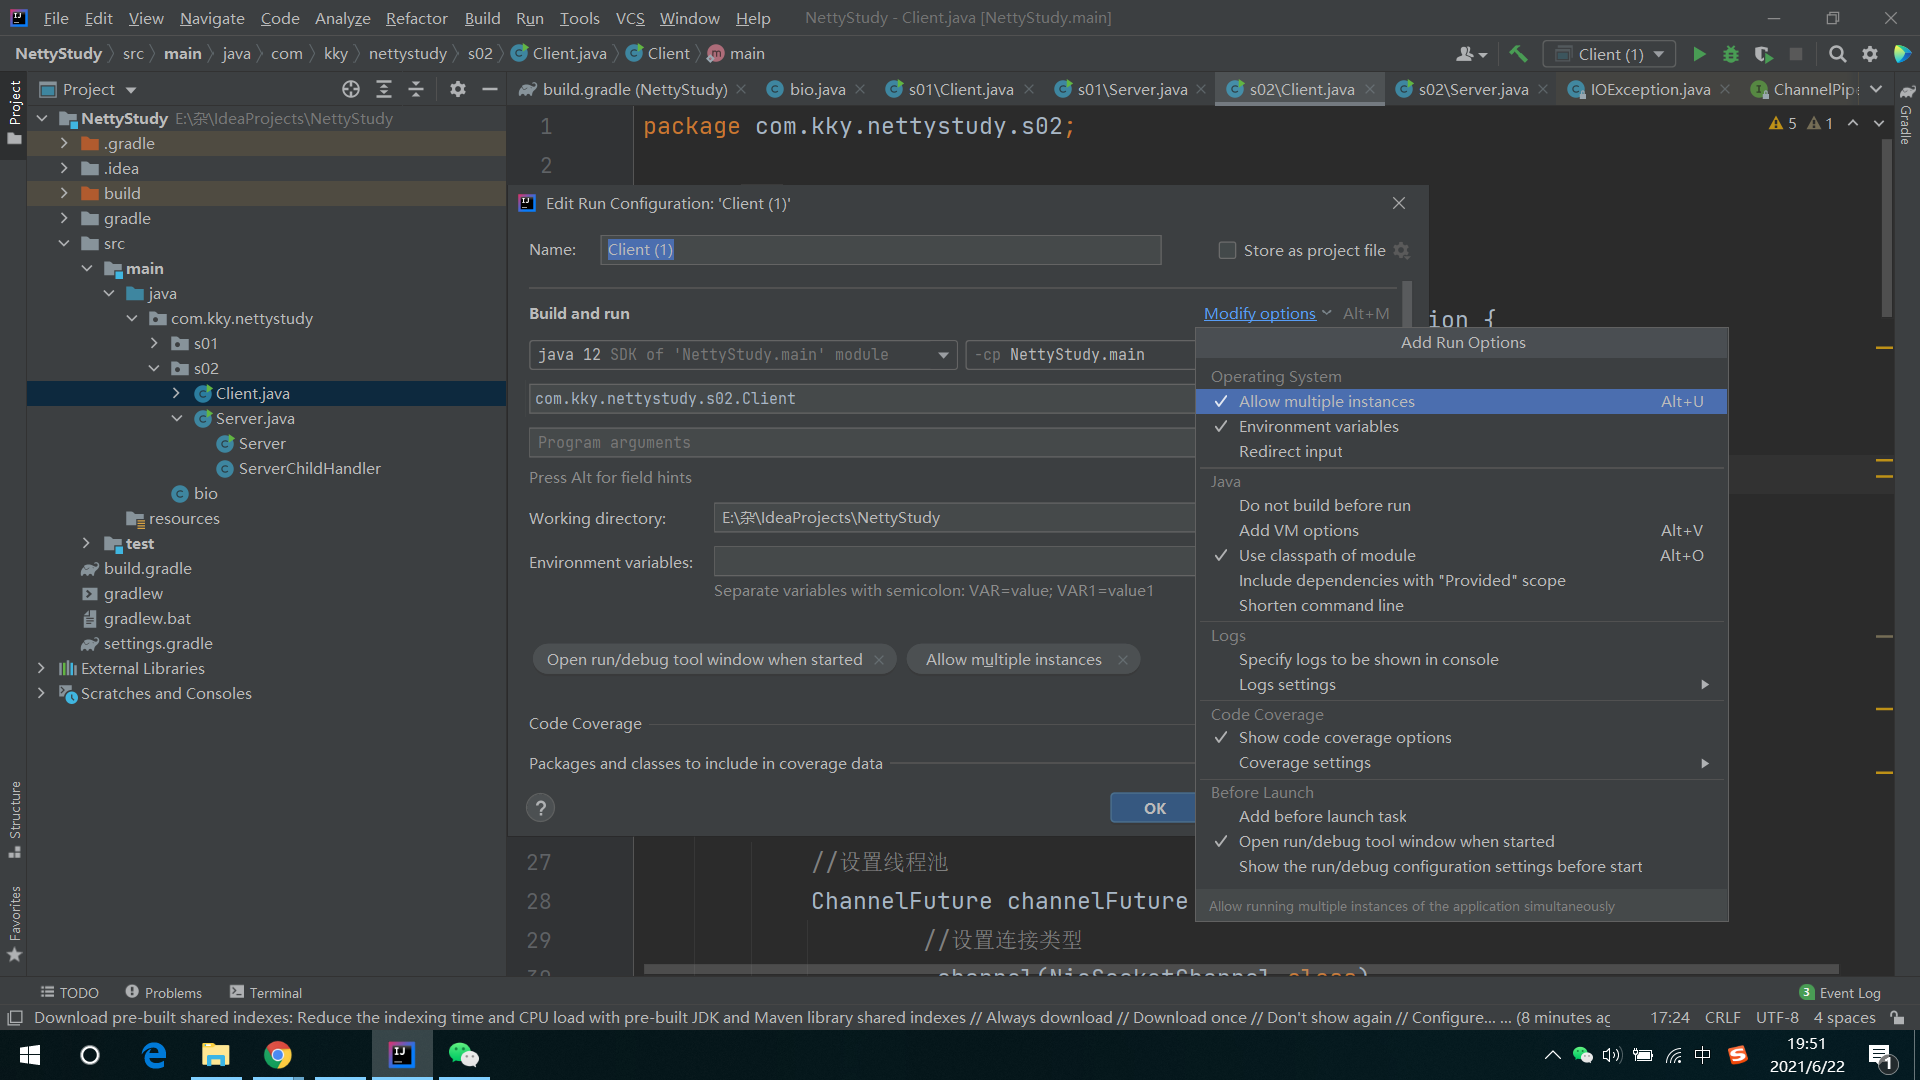 File Edit View Navigate Code Analyze Refactor Build Run Tools VCS Window Help NettyStudy - Client.java [NettyStudy.main]
NettyStudy src main java com kky nettystudy s02 Client.java Client main Client (1)
Project build.gradle (NettyStudy) bio.java s01\Client.java s01\Server.java s02\Client.java s02\Server.java IOException.java ChannelPip
Project
Gradle
Structure
Favorites
NettyStudy E:\杂\IdeaProjects\NettyStudy
.gradle
.idea
build
gradle
src
main
java
com.kky.nettystudy
s01
s02
Client.java
Server.java
Server
ServerChildHandler
bio
resources
test
build.gradle
gradlew
gradlew.bat
settings.gradle
External Libraries
Scratches and Consoles
1 package com.kky.nettystudy.s02;
5 1
2
ion {
Edit Run Configuration: 'Client (1)'
Name: Client (1) Store as project file
Build and run Modify options Alt+M
java 12 SDK of 'NettyStudy.main' module -cp NettyStudy.main
com.kky.nettystudy.s02.Client
Program arguments
Press Alt for field hints
Working directory: E:\杂\IdeaProjects\NettyStudy
Environment variables:
Separate variables with semicolon: VAR=value; VAR1=value1
Open run/debug tool window when started Allow multiple instances
Code Coverage
Packages and classes to include in coverage data
? OK
Add Run Options
Operating System
Allow multiple instances Alt+U
Environment variables
Redirect input
Java
Do not build before run
Add VM options Alt+V
Use classpath of module Alt+O
Include dependencies with "Provided" scope
Shorten command line
Logs
Specify logs to be shown in console
Logs settings
Code Coverage
Show code coverage options
Coverage settings
Before Launch
Add before launch task
Open run/debug tool window when started
Show the run/debug configuration settings before start
Allow running multiple instances of the application simultaneously
27 //设置线程池
28 ChannelFuture channelFuture
29 //设置连接类型
30 .channel(NioSocketChannel.class)
TODO Problems Terminal 3 Event Log
Download pre-built shared indexes: Reduce the indexing time and CPU load with pre-built JDK and Maven library shared indexes // Always download // Download once // Don't show again // Configure... ... (8 minutes ag 17:24 CRLF UTF-8 4 spaces
中 19:51
2021/6/22 1